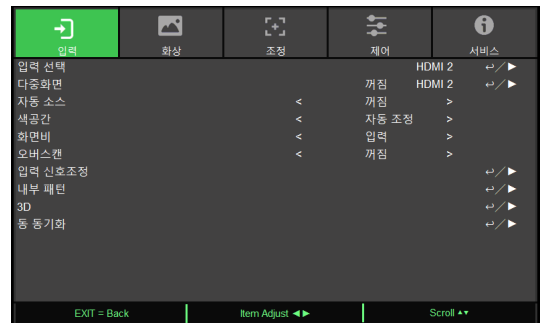 입력 화상 조정 제어 서비스
입력 선택 HDMI 2 ↩/▶
다중화면 꺼짐 HDMI 2 ↩/▶
자동 소스 < 꺼짐 >
색공간 < 자동 조정 >
화면비 < 입력 >
오버스캔 < 꺼짐 >
입력 신호조정 ↩/▶
내부 패턴 ↩/▶
3D ↩/▶
동 동기화 ↩/▶
EXIT = Back Item Adjust ◀▶ Scroll ▲▼